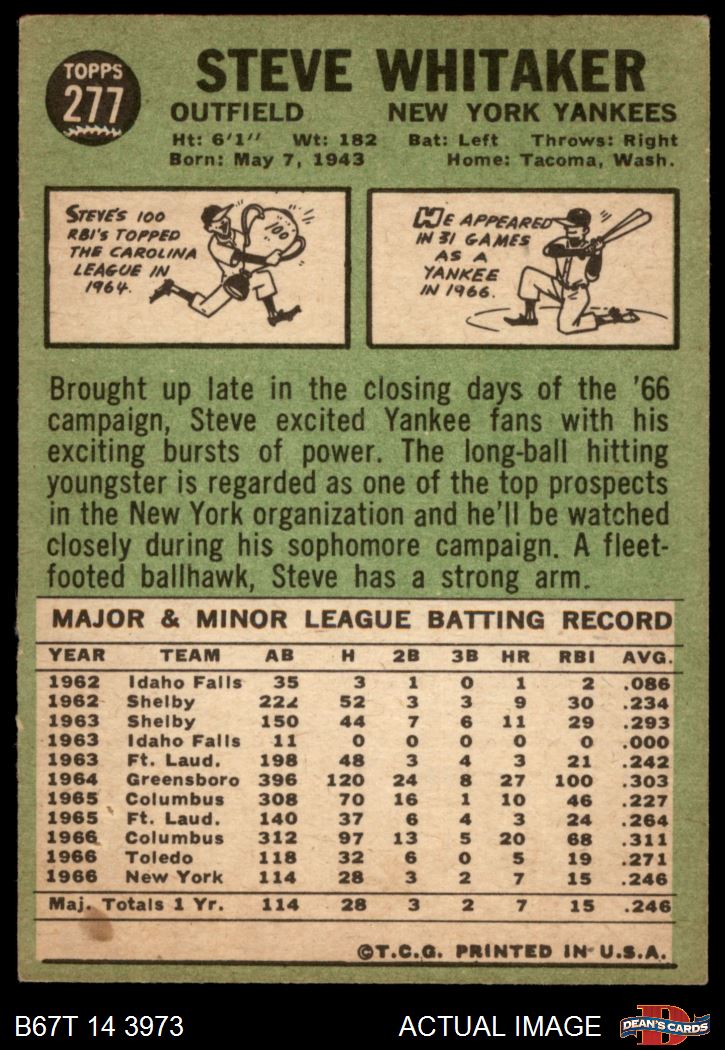 TOPPS
277
STEVE WHITAKER
OUTFIELD NEW YORK YANKEES
Ht: 6'1" Wt: 182 Bat: Left Throws: Right
Born: May 7, 1943 Home: Tacoma, Wash.
STEVE'S 100
RBI'S TOPPED
THE CAROLINA
LEAGUE IN
1964.
100
HE APPEARED
IN 31 GAMES
AS A
YANKEE
IN 1966.
Brought up late in the closing days of the '66
campaign, Steve excited Yankee fans with his
exciting bursts of power. The long-ball hitting
youngster is regarded as one of the top prospects
in the New York organization and he'll be watched
closely during his sophomore campaign. A fleet-
footed ballhawk, Steve has a strong arm.
MAJOR & MINOR LEAGUE BATTING RECORD
YEAR TEAM AB H 2B 3B HR RBI AVG.
1962 Idaho Falls 35 3 1 0 1 2 .086
1962 Shelby 222 52 3 3 9 30 .234
1963 Shelby 150 44 7 6 11 29 .293
1963 Idaho Falls 11 0 0 0 0 0 .000
1963 Ft. Laud. 198 48 3 4 3 21 .242
1964 Greensboro 396 120 24 8 27 100 .303
1965 Columbus 308 70 16 1 10 46 .227
1965 Ft. Laud. 140 37 6 4 3 24 .264
1966 Columbus 312 97 13 5 20 68 .311
1966 Toledo 118 32 6 0 5 19 .271
1966 New York 114 28 3 2 7 15 .246
Maj. Totals 1 Yr. 114 28 3 2 7 15 .246
©T.C.G. PRINTED IN U.S.A.
B67T 14 3973 ACTUAL IMAGE
D
DEAN'S CARDS